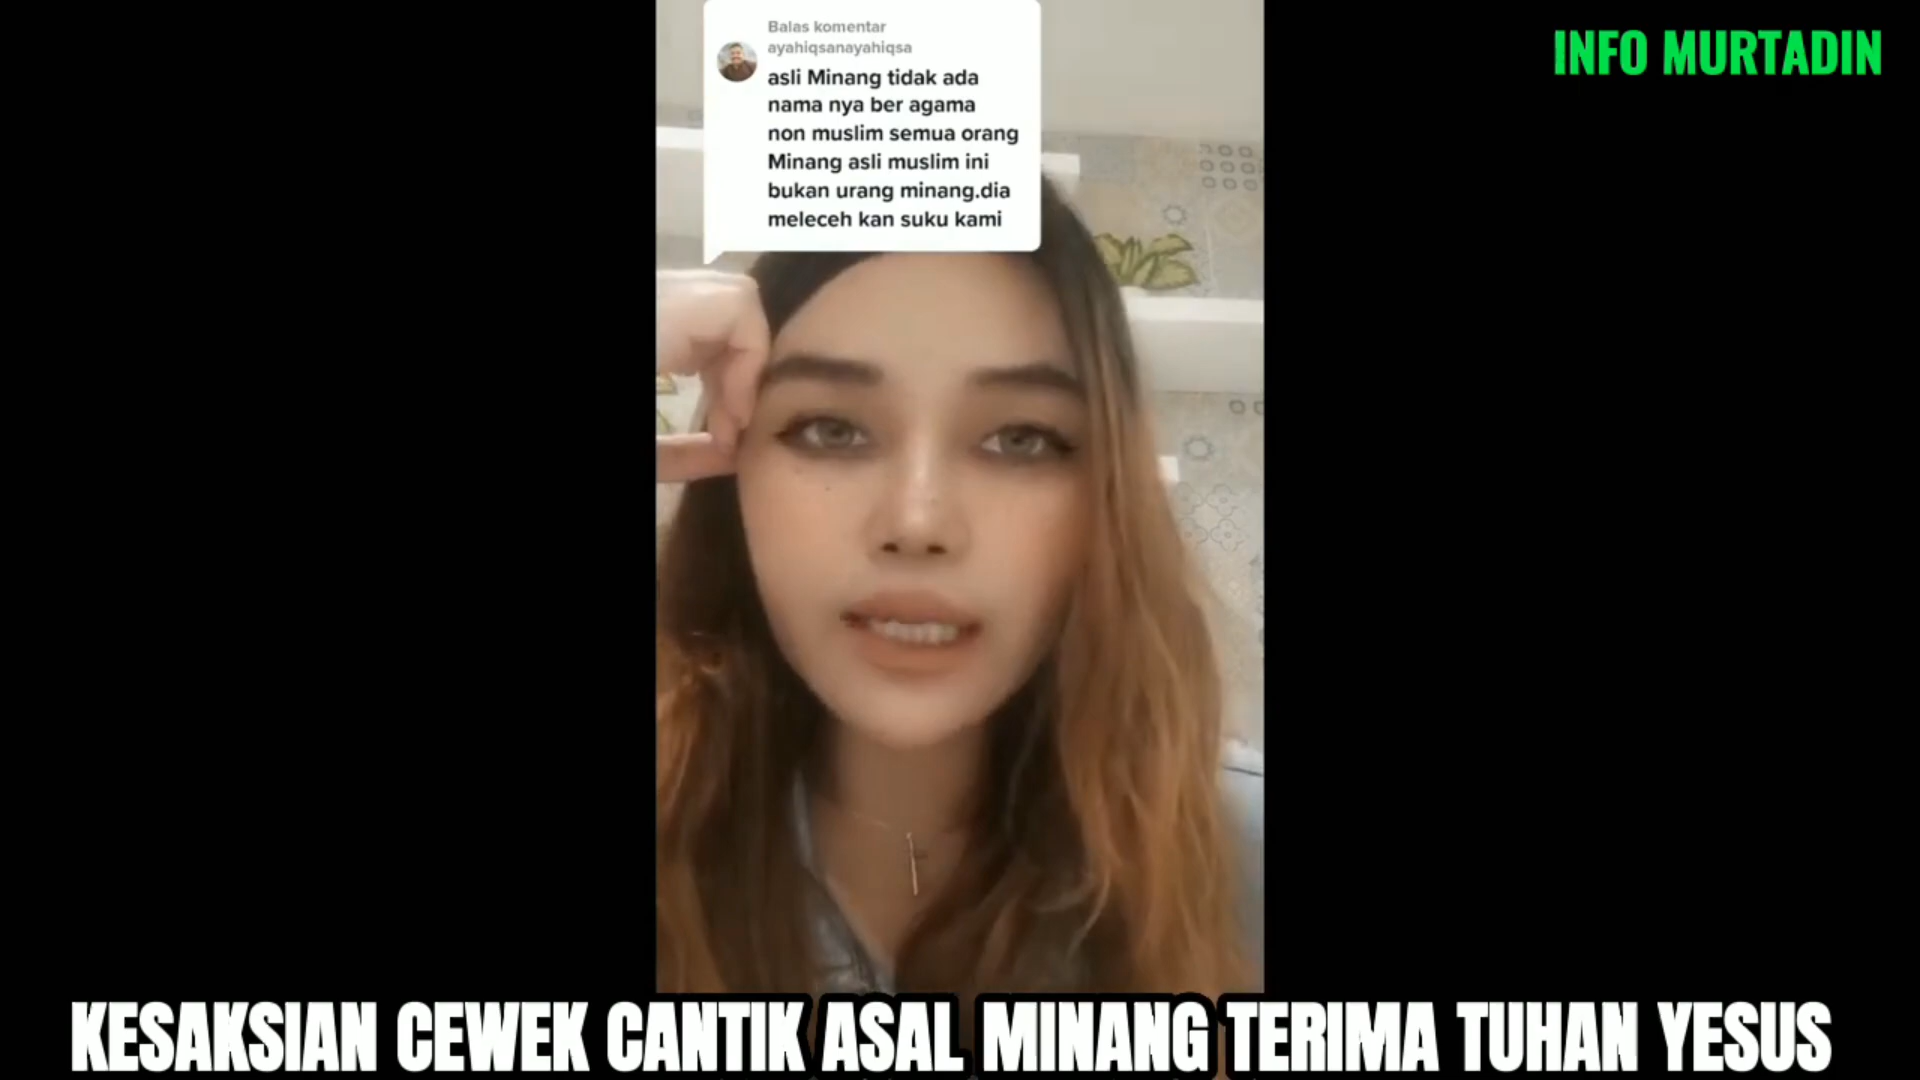 Balas komentar
ayahiqsanayahiqsa
asli Minang tidak ada
nama nya ber agama
non muslim semua orang
Minang asli muslim ini
bukan urang minang.dia
meleceh kan suku kami
INFO MURTADIN
KESAKSIAN CEWEK CANTIK ASAL MINANG TERIMA TUHAN YESUS